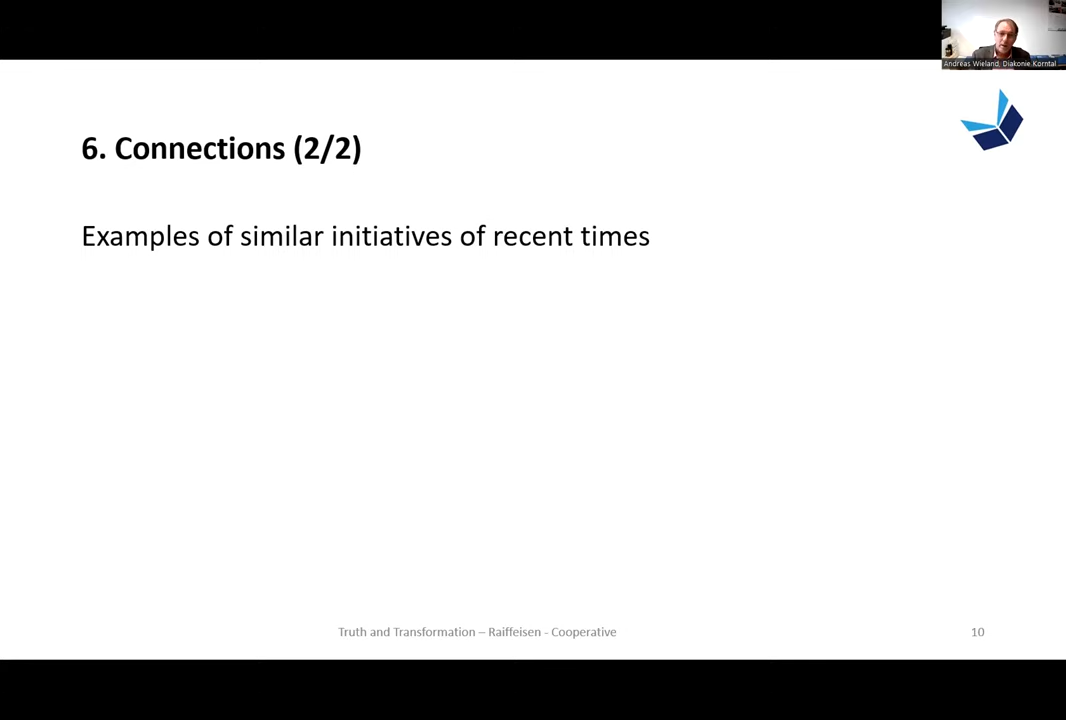 Andreas Wieland, Diakonie Korntal
6. Connections (2/2)
Examples of similar initiatives of recent times
Truth and Transformation – Raiffeisen - Cooperative
10